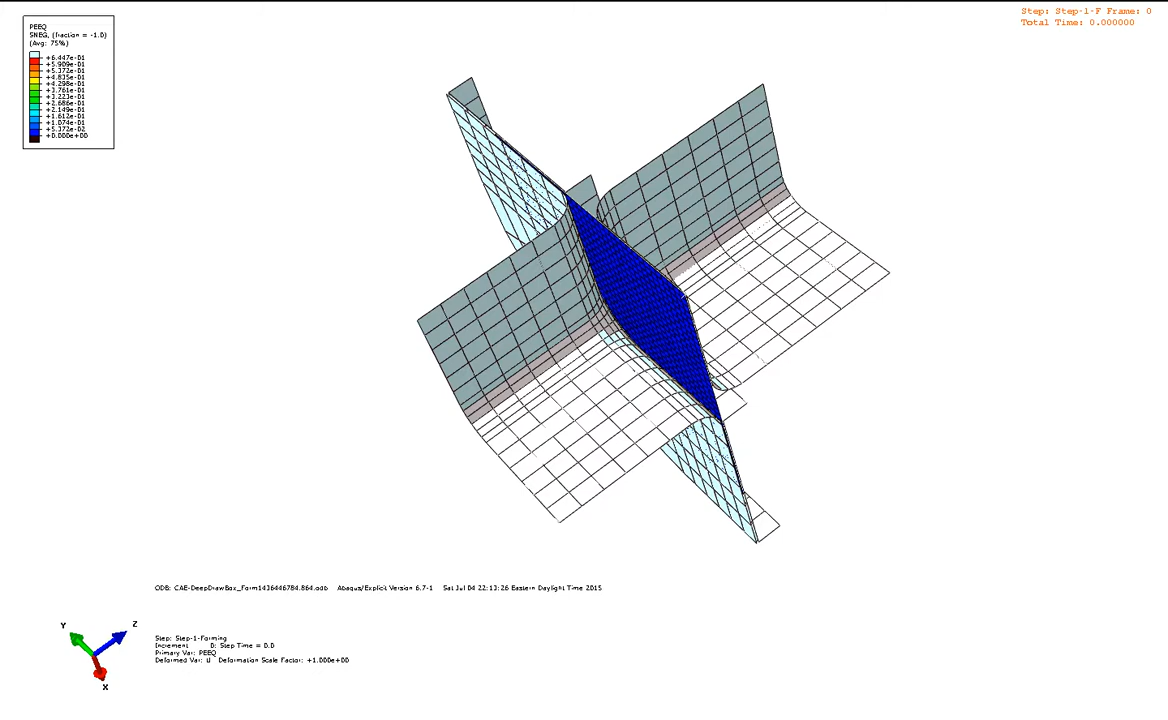 Step: Step-1-F Frame: 0
Total Time: 0.000000
PEEQ
SNEG, (fraction = -1.0)
(Avg: 75%)
+6.447e-01
+5.909e-01
+5.372e-01
+4.835e-01
+4.298e-01
+3.761e-01
+3.223e-01
+2.686e-01
+2.149e-01
+1.612e-01
+1.074e-01
+5.372e-02
+0.000e+00
ODB: CAE-DeepDrawBox_Form1436446784.864.odb Abaqus/Explicit Version 6.7-1 Sat Jul 04 22:13:26 Eastern Daylight Time 2015
Y
Z
X
Step: Step-1-Forming
Increment 0: Step Time = 0.0
Primary Var: PEEQ
Deformed Var: U Deformation Scale Factor: +1.000e+00